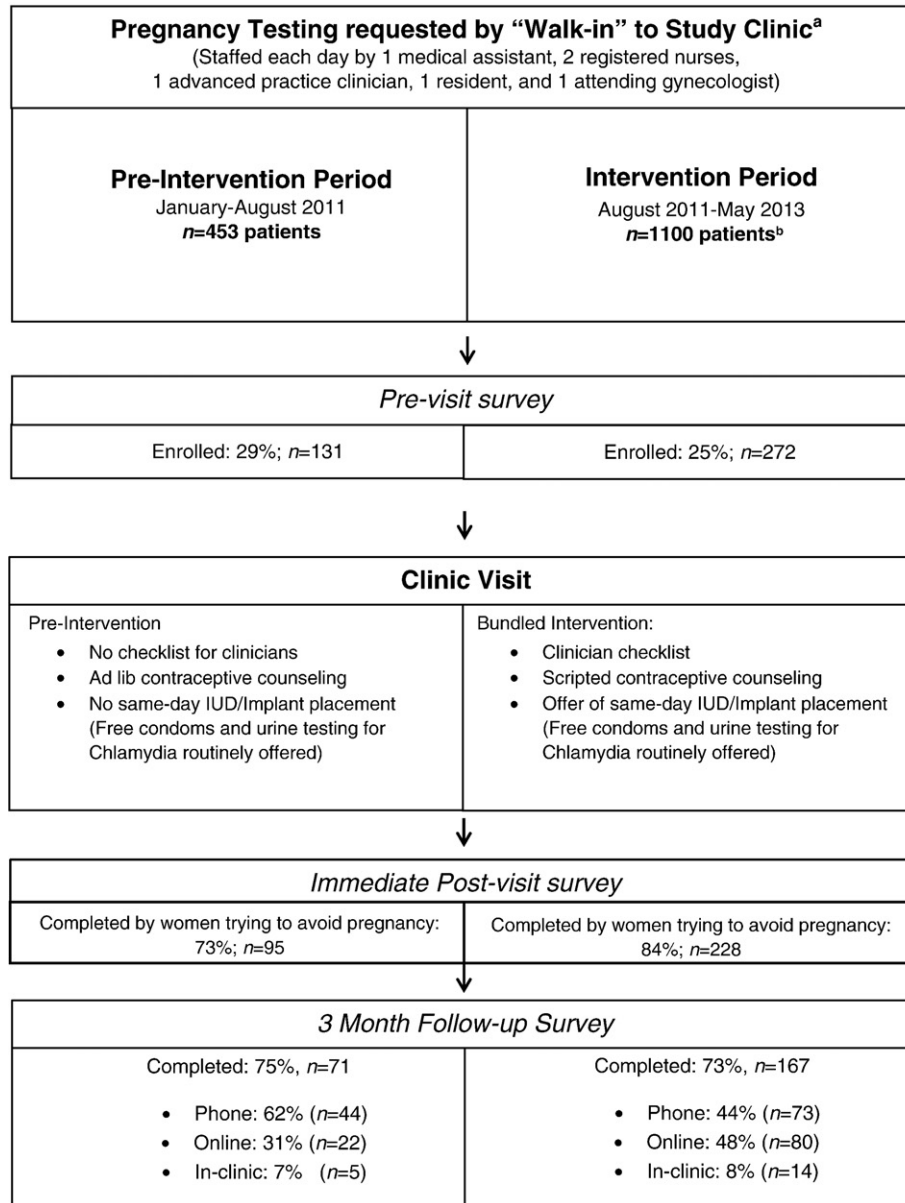 Pregnancy Testing requested by “Walk-in” to Study Clinicᵃ
(Staffed each day by 1 medical assistant, 2 registered nurses,
1 advanced practice clinician, 1 resident, and 1 attending gynecologist)
Pre-Intervention Period
January-August 2011
n=453 patients
Intervention Period
August 2011-May 2013
n=1100 patientsᵇ
Pre-visit survey
Enrolled: 29%; n=131
Enrolled: 25%; n=272
Clinic Visit
Pre-Intervention
• No checklist for clinicians
• Ad lib contraceptive counseling
• No same-day IUD/Implant placement
(Free condoms and urine testing for
Chlamydia routinely offered)
Bundled Intervention:
• Clinician checklist
• Scripted contraceptive counseling
• Offer of same-day IUD/Implant placement
(Free condoms and urine testing for
Chlamydia routinely offered)
Immediate Post-visit survey
Completed by women trying to avoid pregnancy:
73%; n=95
Completed by women trying to avoid pregnancy:
84%; n=228
3 Month Follow-up Survey
Completed: 75%, n=71
• Phone: 62% (n=44)
• Online: 31% (n=22)
• In-clinic: 7% (n=5)
Completed: 73%, n=167
• Phone: 44% (n=73)
• Online: 48% (n=80)
• In-clinic: 8% (n=14)